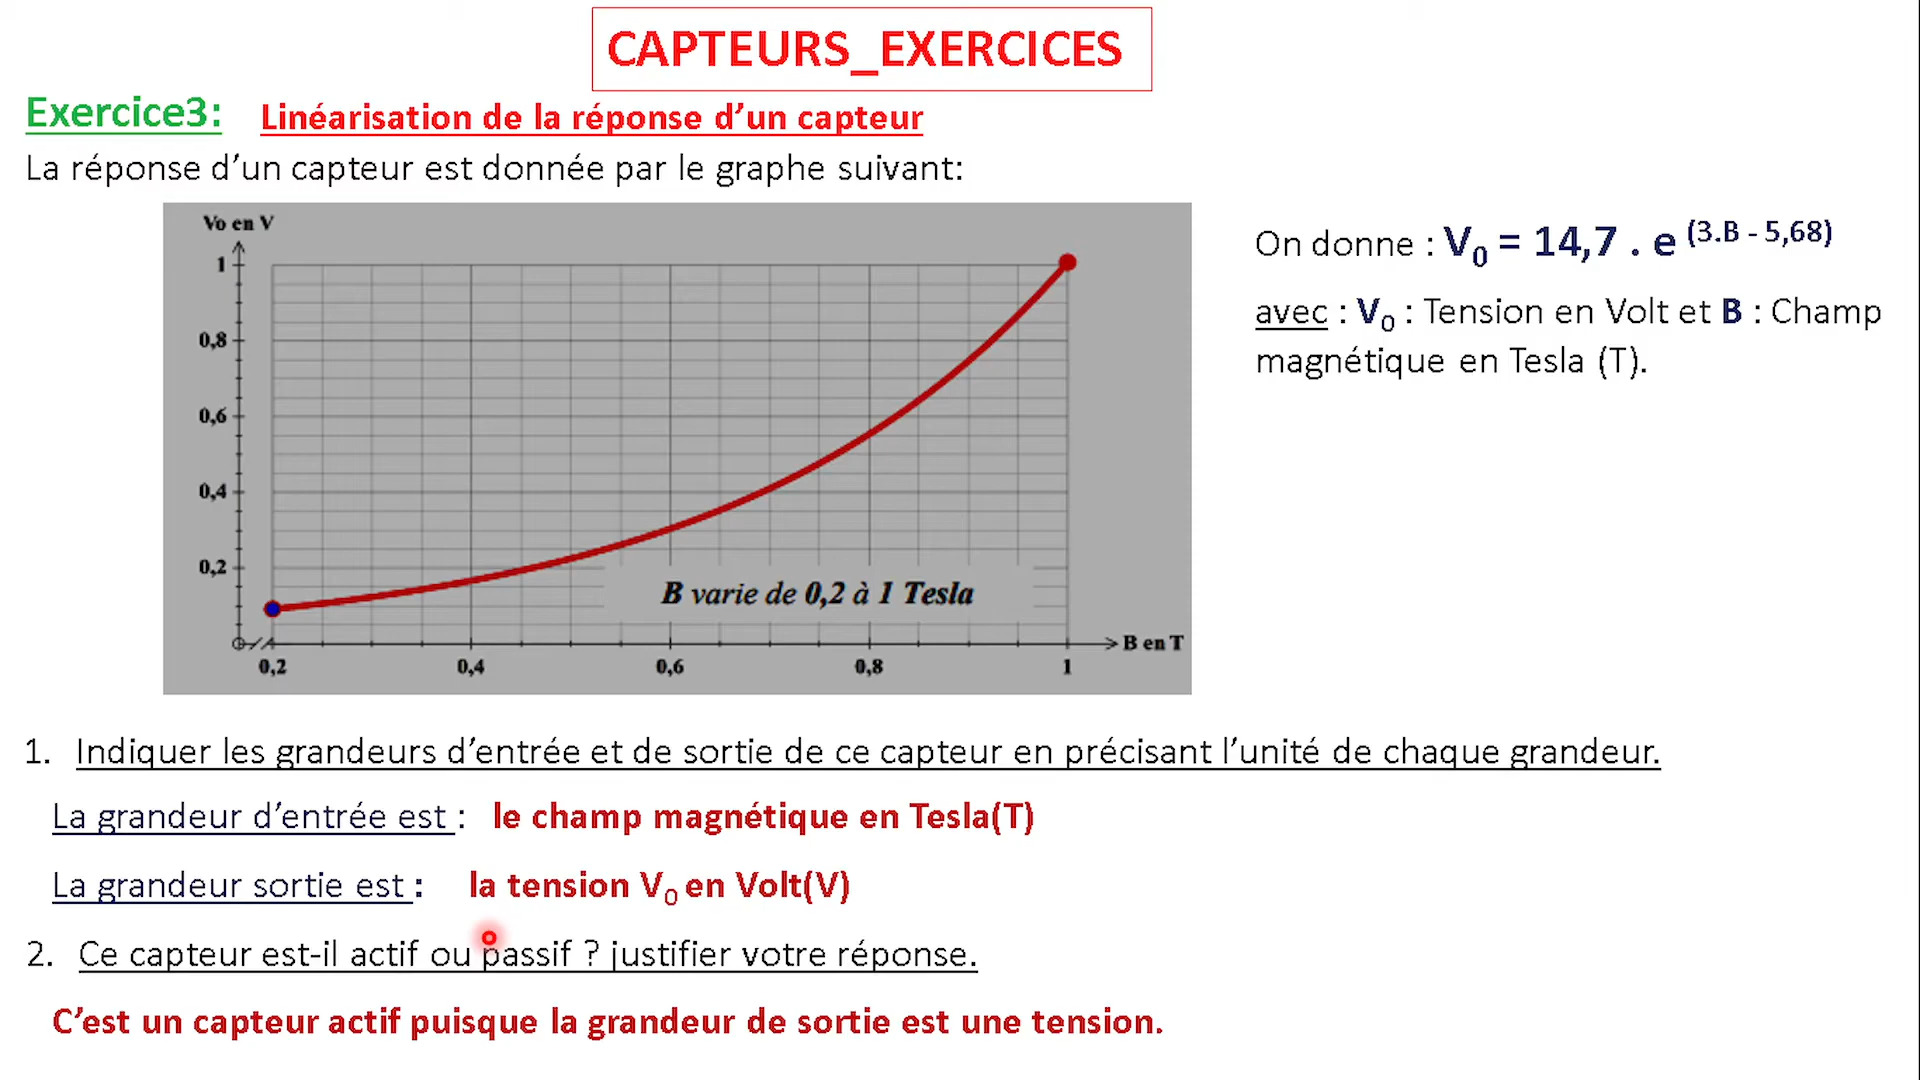 CAPTEURS_EXERCICES
Exercice3: Linéarisation de la réponse d’un capteur
La réponse d’un capteur est donnée par le graphe suivant:
Vo en V
1
0,8
0,6
0,4
0,2
B varie de 0,2 à 1 Tesla
B en T
0,2 0,4 0,6 0,8 1
On donne : V₀ = 14,7 . e ⁽³·ᴮ ⁻ ⁵,⁶⁸⁾
avec : V₀ : Tension en Volt et B : Champ
magnétique en Tesla (T).
1. Indiquer les grandeurs d’entrée et de sortie de ce capteur en précisant l’unité de chaque grandeur.
La grandeur d’entrée est : le champ magnétique en Tesla(T)
La grandeur sortie est : la tension V₀ en Volt(V)
2. Ce capteur est-il actif ou passif ? justifier votre réponse.
C’est un capteur actif puisque la grandeur de sortie est une tension.